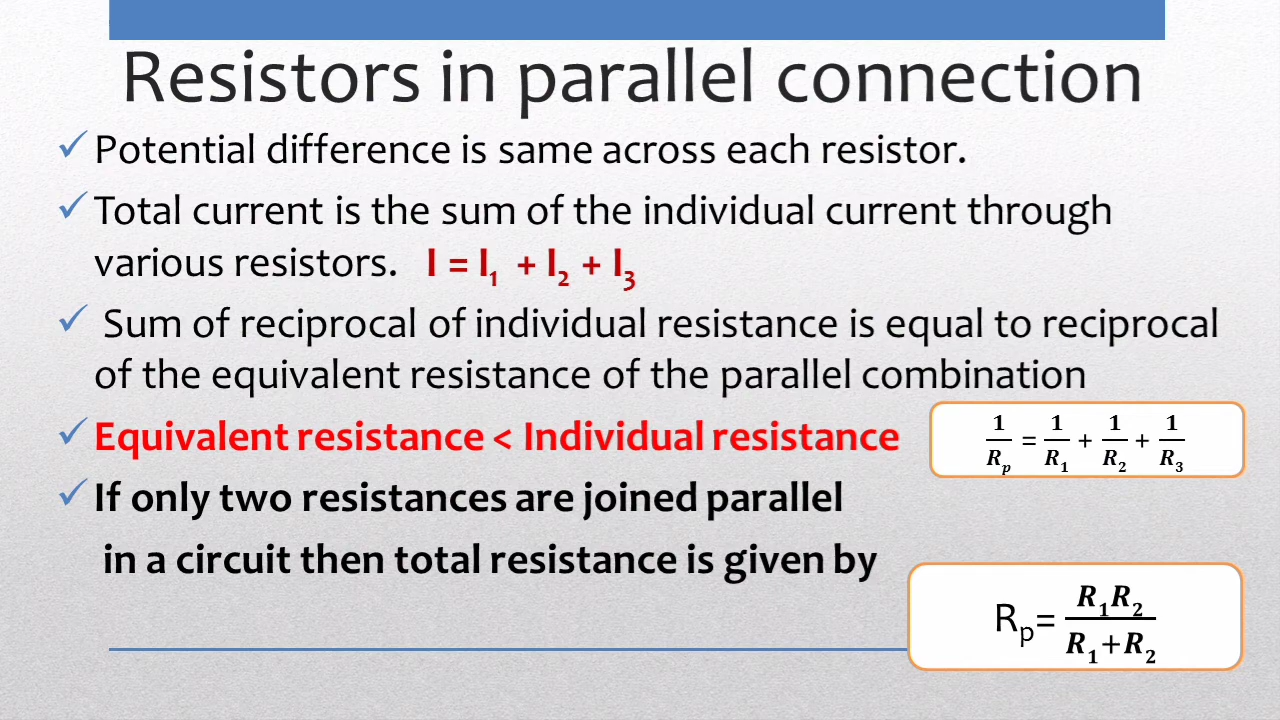 Resistors in parallel connection
✓ Potential difference is same across each resistor.
✓ Total current is the sum of the individual current through
various resistors. I = I₁ + I₂ + I₃
✓ Sum of reciprocal of individual resistance is equal to reciprocal
of the equivalent resistance of the parallel combination
✓ Equivalent resistance < Individual resistance
1/Rₚ = 1/R₁ + 1/R₂ + 1/R₃
✓ If only two resistances are joined parallel
in a circuit then total resistance is given by
Rₚ= R₁R₂/R₁+R₂